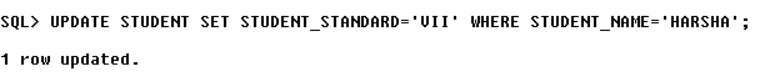 SQL> UPDATE STUDENT SET STUDENT_STANDARD='VII' WHERE STUDENT_NAME='HARSHA';
1 row updated.